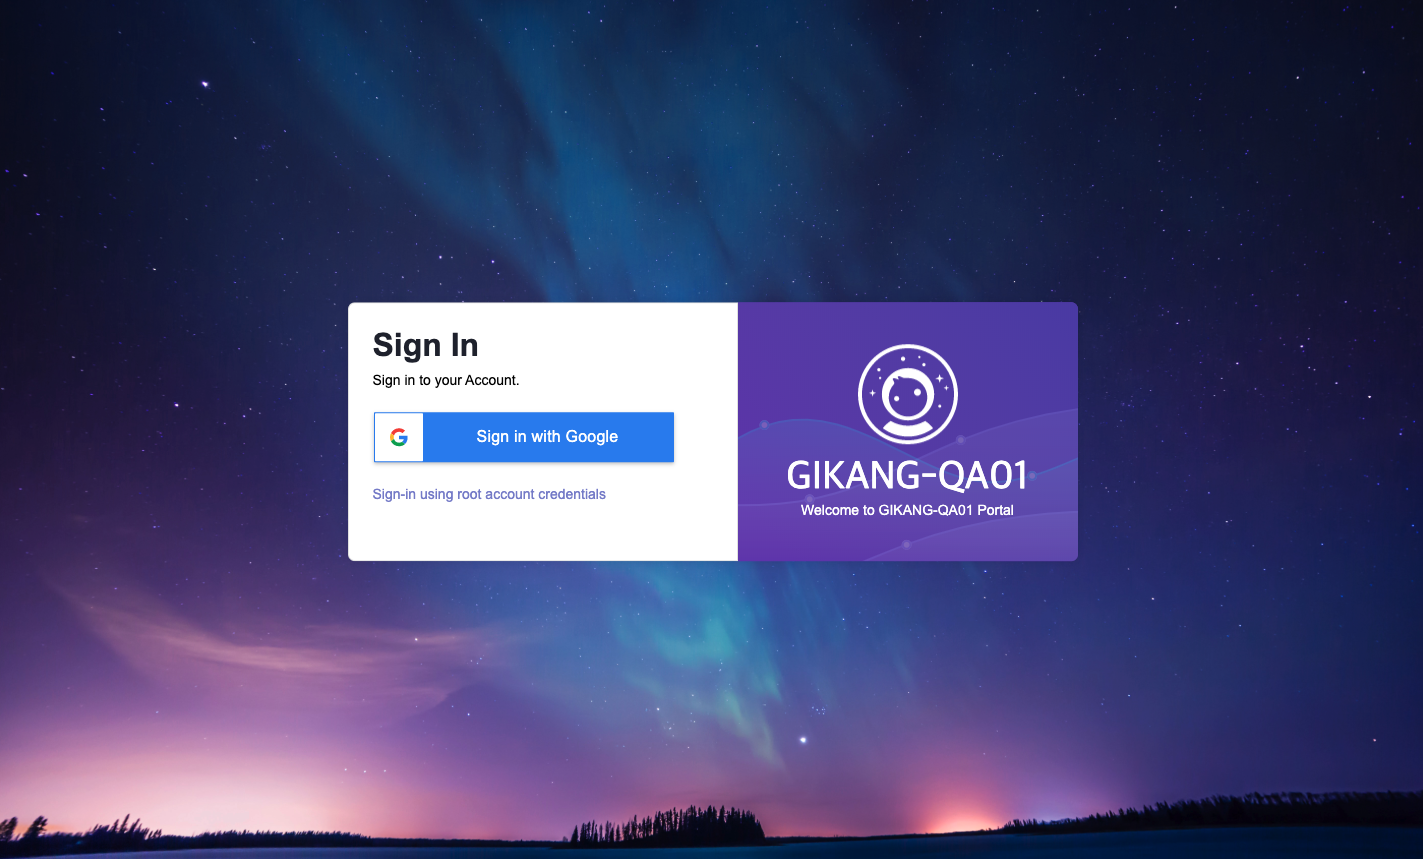 Sign In
Sign in to your Account.
Sign in with Google
Sign-in using root account credentials
GIKANG-QA01
Welcome to GIKANG-QA01 Portal